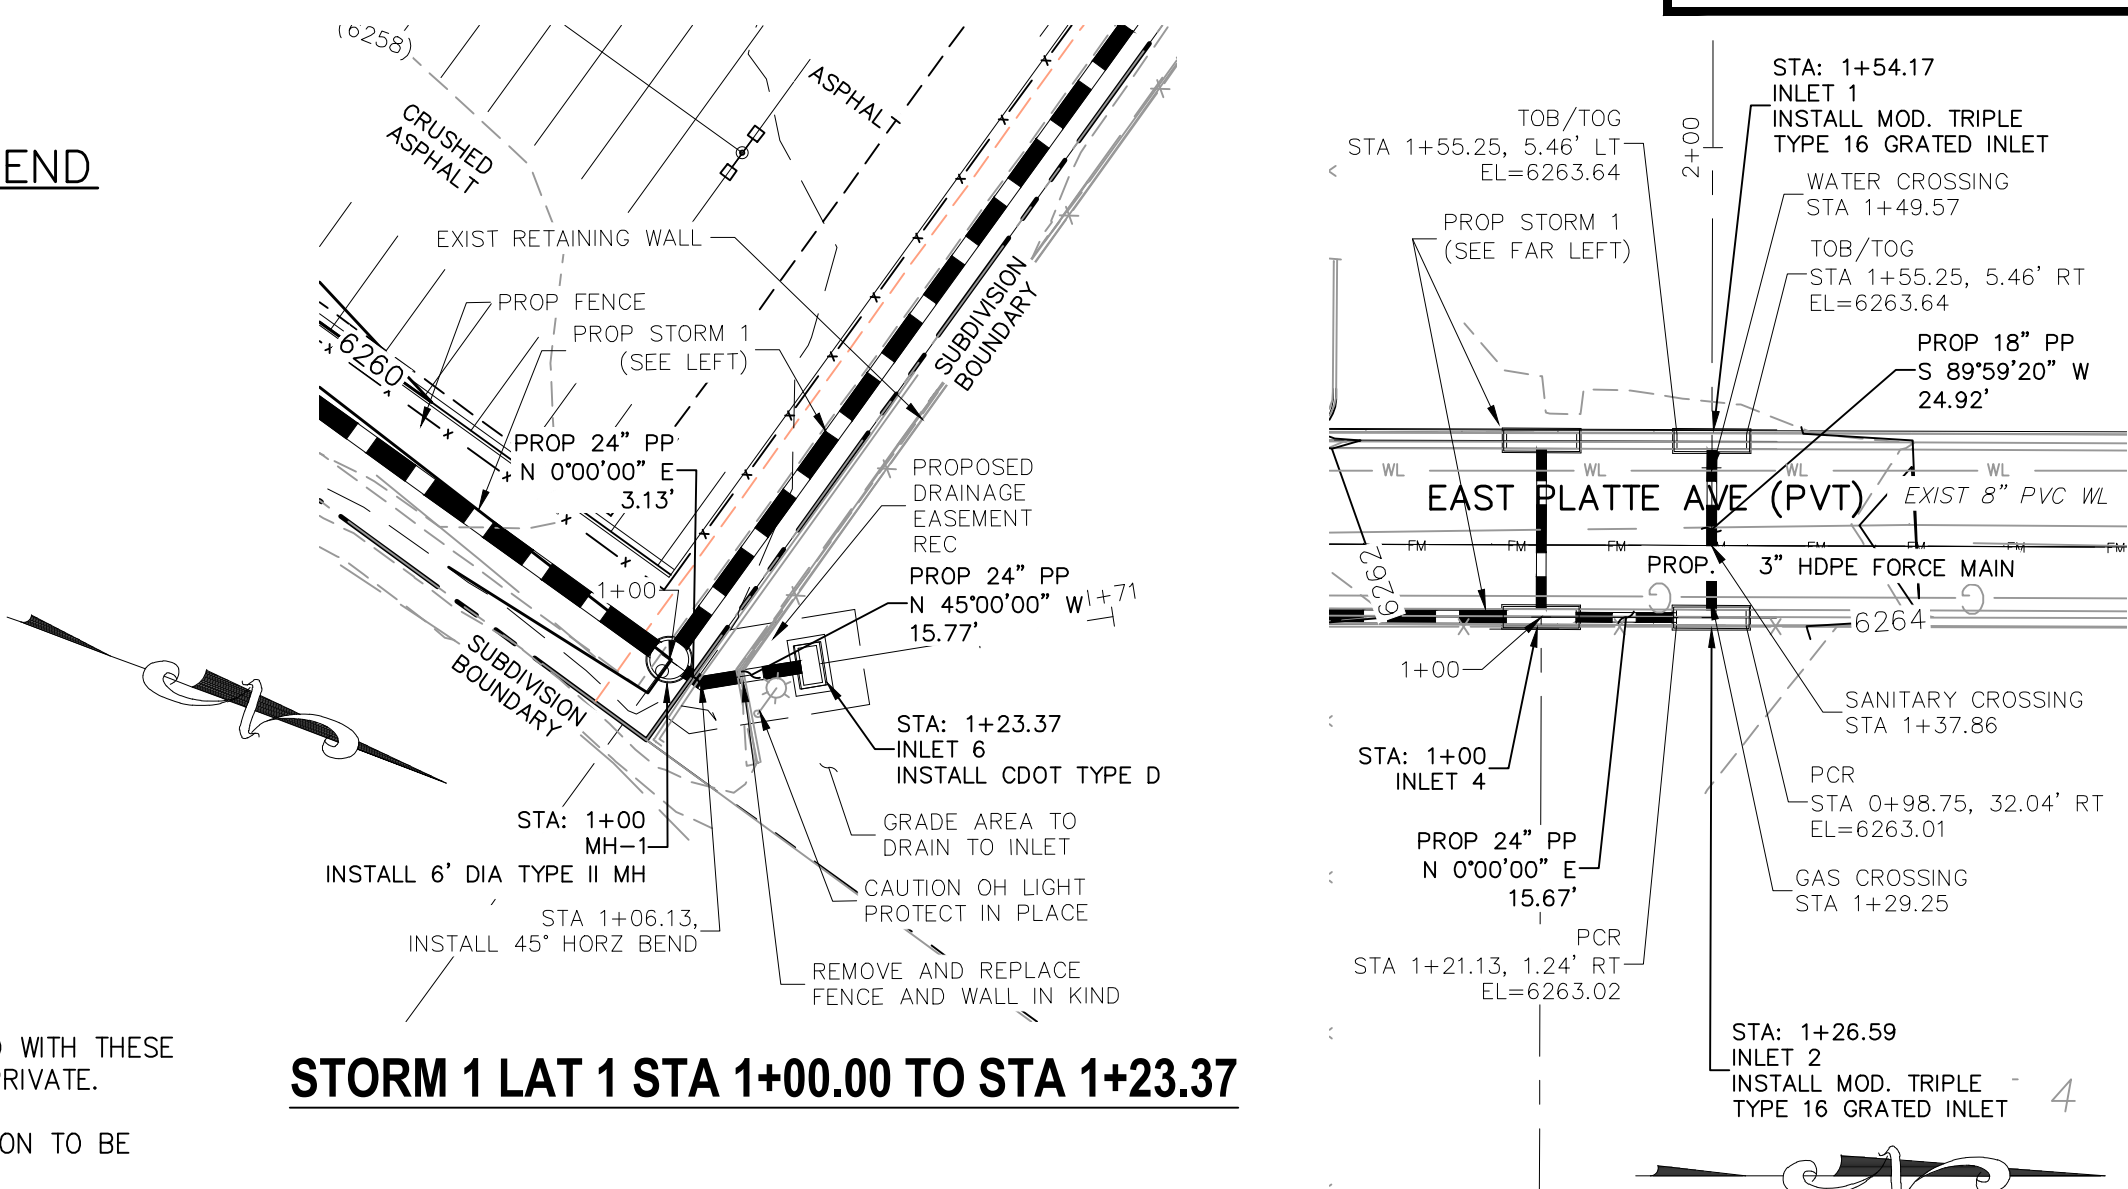 END
(6258)
CRUSHED
ASPHALT
ASPHALT
EXIST RETAINING WALL
PROP FENCE
6260
PROP STORM 1
(SEE LEFT)
SUBDIVISION
BOUNDARY
PROP 24" PP
N 0°00'00" E
3.13'
PROPOSED
DRAINAGE
EASEMENT
REC
1+00
PROP 24" PP
N 45°00'00" W
15.77'
1+71
SUBDIVISION
BOUNDARY
STA: 1+23.37
INLET 6
INSTALL CDOT TYPE D
STA: 1+00
MH-1
INSTALL 6' DIA TYPE II MH
GRADE AREA TO
DRAIN TO INLET
CAUTION OH LIGHT
PROTECT IN PLACE
STA 1+06.13,
INSTALL 45° HORZ BEND
REMOVE AND REPLACE
FENCE AND WALL IN KIND
WITH THESE
PRIVATE.
ON TO BE
STORM 1 LAT 1 STA 1+00.00 TO STA 1+23.37
STA: 1+54.17
INLET 1
INSTALL MOD. TRIPLE
TYPE 16 GRATED INLET
TOB/TOG
STA 1+55.25, 5.46' LT
EL=6263.64
2+00
WATER CROSSING
STA 1+49.57
PROP STORM 1
(SEE FAR LEFT)
TOB/TOG
STA 1+55.25, 5.46' RT
EL=6263.64
PROP 18" PP
S 89°59'20" W
24.92'
WL WL WL WL
EAST PLATTE AVE (PVT)
EXIST 8" PVC WL
FM FM FM FM FM FM FM FM
PROP. 3" HDPE FORCE MAIN
6262
G G
6264
1+00
SANITARY CROSSING
STA 1+37.86
STA: 1+00
INLET 4
PCR
STA 0+98.75, 32.04' RT
EL=6263.01
PROP 24" PP
N 0°00'00" E
15.67'
GAS CROSSING
STA 1+29.25
PCR
STA 1+21.13, 1.24' RT
EL=6263.02
STA: 1+26.59
INLET 2
INSTALL MOD. TRIPLE
TYPE 16 GRATED INLET
4